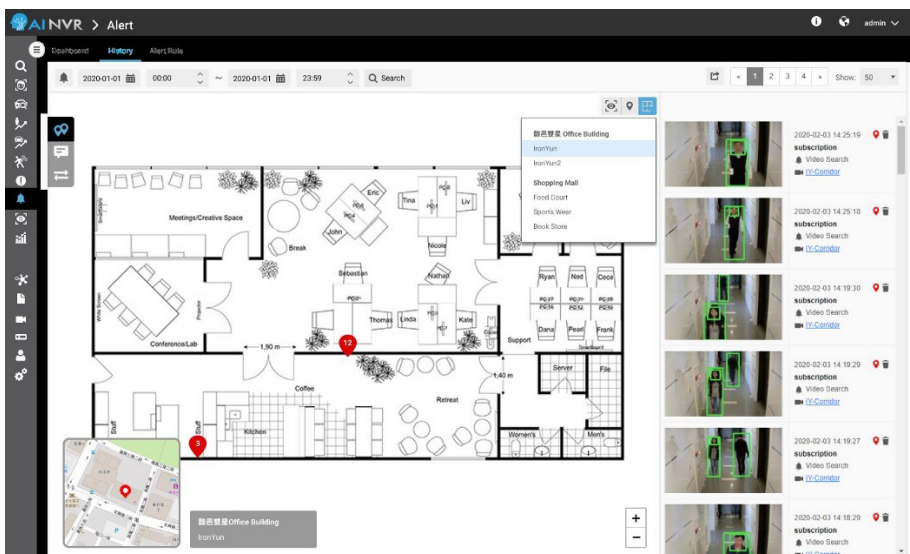 AI NVR > Alert
admin
Dashboard History Alert Rule
2020-01-01 00:00 ~ 2020-01-01 23:59 Search
« 1 2 3 4 » Show: 50
Office Building
IronYun
IronYun2
Shopping Mall
Food Court
Sports Wear
Book Store
Meetings/Creative Space
Break
Eric
John
Tina
Liv
Nicole
Sebastian
Nathan
Thomas
Linda
Kate
Ryan Ned Cece
Dana Pearl Frank
Support
White Screen
Projector
Conference/Lab
1,90 m
12
1,40 m
Server
File
Coffee
Retreat
Kitchen
Stuff
Stuff
3
Women's
Men's
Office Building
IronYun
+
−
2020-02-03 14:25:19
subscription
Video Search
IY-Corridor
2020-02-03 14:25:18
subscription
Video Search
IY-Corridor
2020-02-03 14:19:30
subscription
Video Search
IY-Corridor
2020-02-03 14:19:29
subscription
Video Search
IY-Corridor
2020-02-03 14:19:27
subscription
Video Search
IY-Corridor
2020-02-03 14:18:29
subscription
Video Search